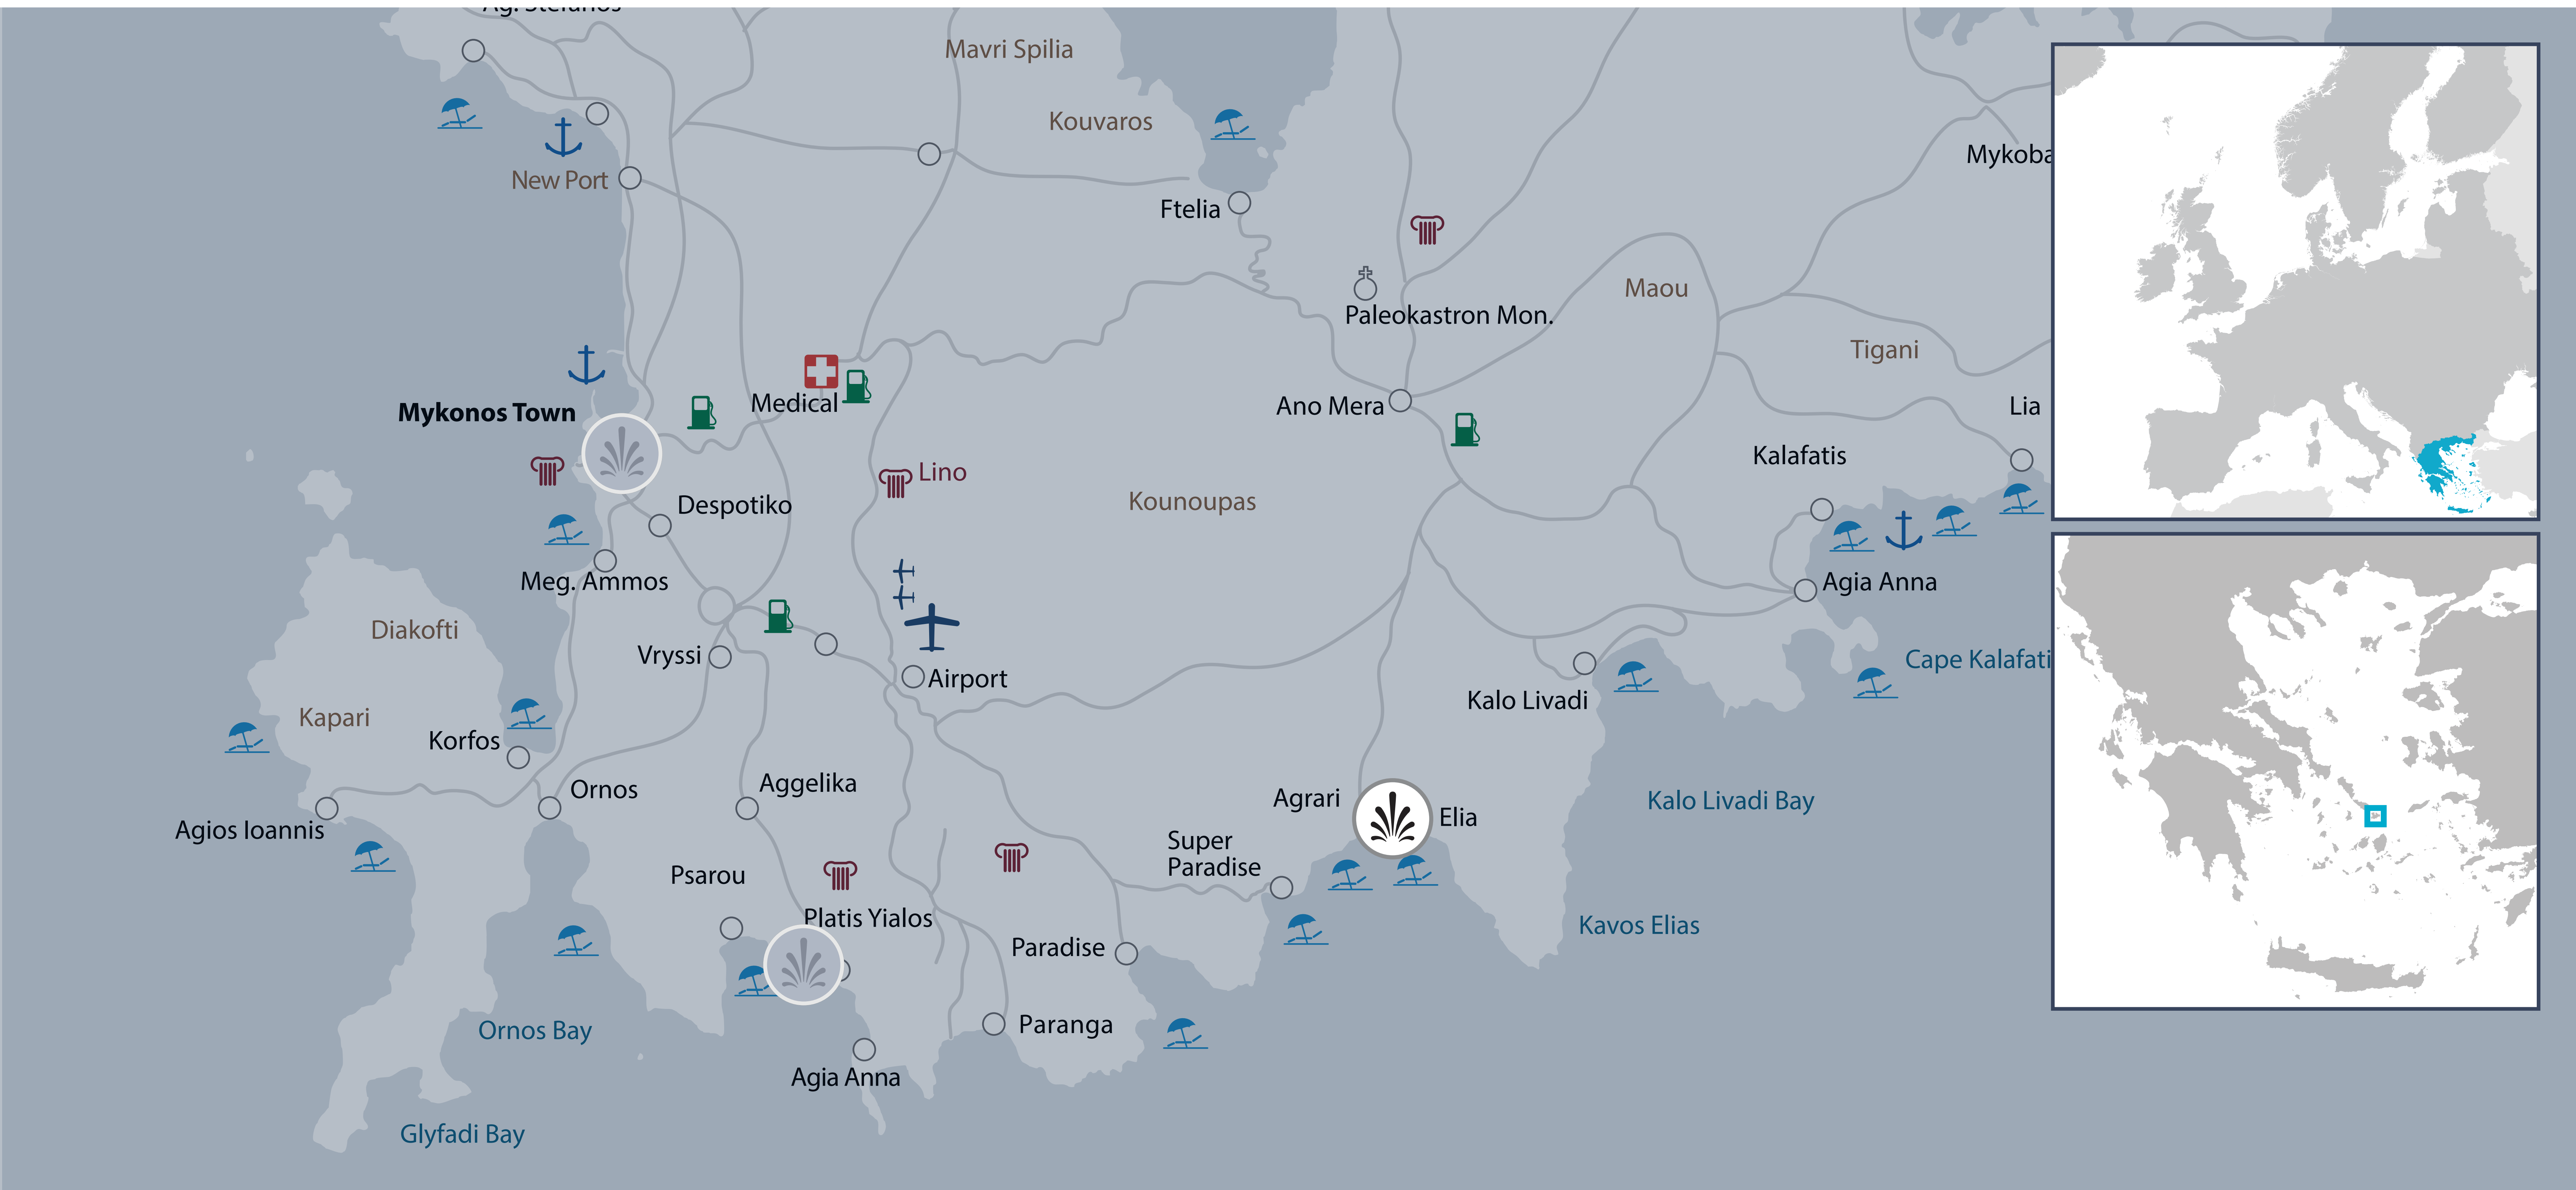 Ag. Stefanos
Mavri Spilia
Kouvaros
New Port
Mykoba
Ftelia
Maou
Paleokastron Mon.
Tigani
Mykonos Town
Medical
Ano Mera
Lia
Kalafatis
Lino
Kounoupas
Despotiko
Meg. Ammos
Agia Anna
Diakofti
Vryssi
Airport
Cape Kalafati
Kalo Livadi
Kapari
Korfos
Ornos
Aggelika
Agrari
Elia
Kalo Livadi Bay
Agios Ioannis
Super
Paradise
Psarou
Platis Yialos
Kavos Elias
Paradise
Ornos Bay
Paranga
Agia Anna
Glyfadi Bay